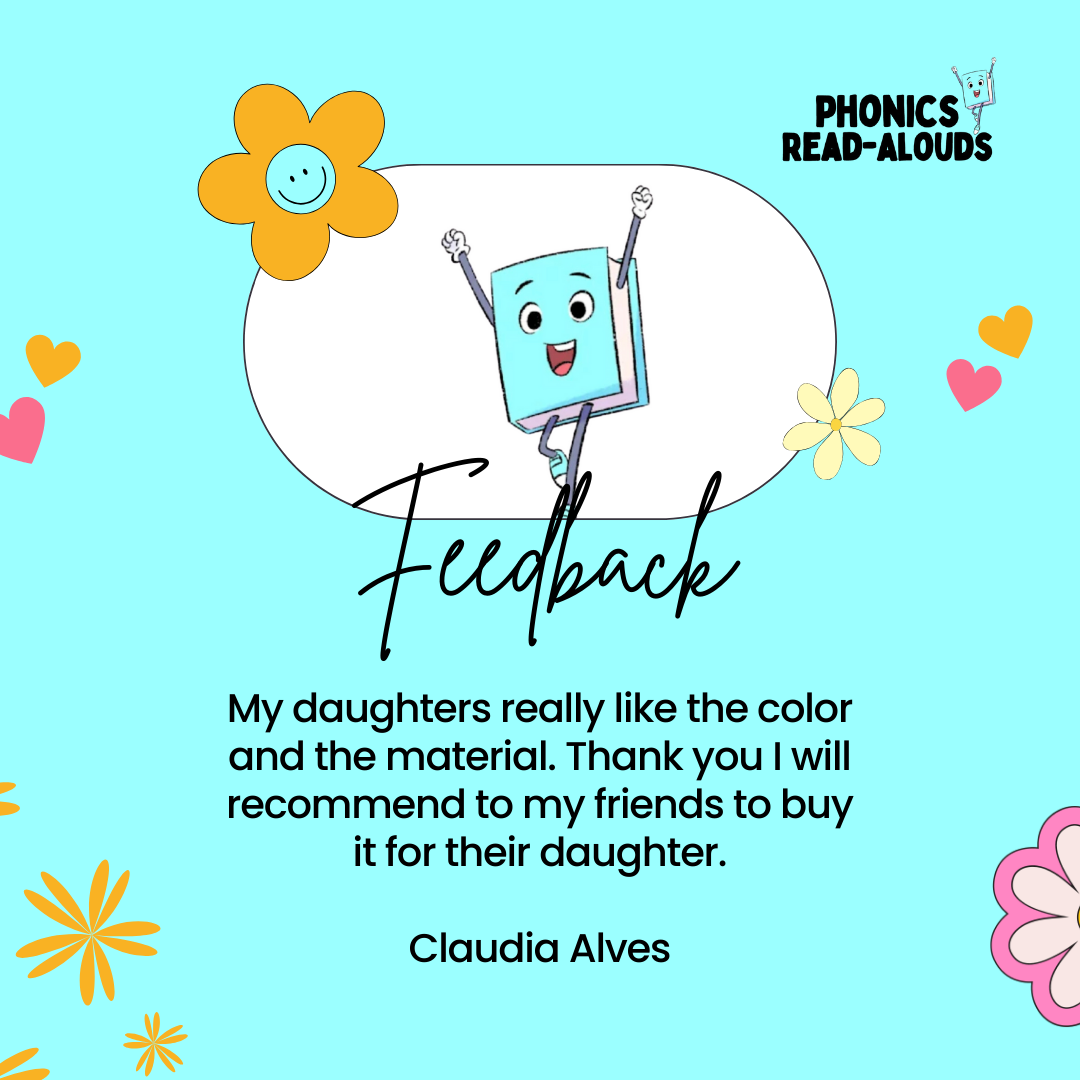 PHONICS
READ-ALOUDS
Feedback
My daughters really like the color
and the material. Thank you I will
recommend to my friends to buy
it for their daughter.
Claudia Alves